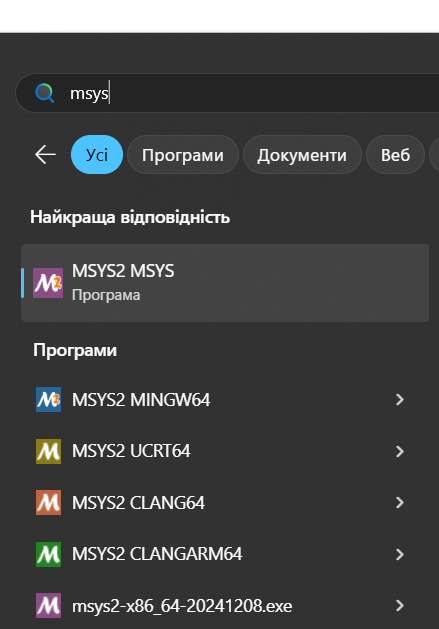 msys
Усі Програми Документи Веб
Найкраща відповідність
MSYS2 MSYS
Програма
Програми
MSYS2 MINGW64
MSYS2 UCRT64
MSYS2 CLANG64
MSYS2 CLANGARM64
msys2-x86_64-20241208.exe